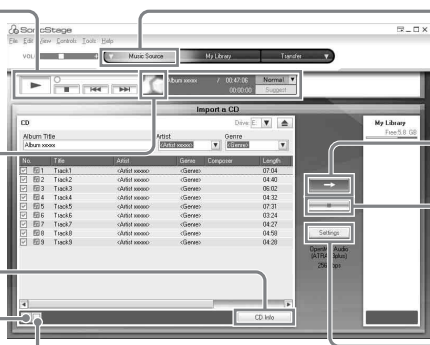 SonicStage
File Edit View Controls Tools Help
VOL
Music Source My Library Transfer
Album xxxxx / 00:47:06 Normal
00:00:00 Suggest
Import a CD
CD Drive E:
Album Title Artist Genre
Album xxxxx <Artist xxxxx> <Genre>
My Library
Free:5.8 GB
No. Title Artist Genre Composer Length
1 Track1 <Artist xxxxx> <Genre> 07:04
2 Track2 <Artist xxxxx> <Genre> 04:40
3 Track3 <Artist xxxxx> <Genre> 06:02
4 Track4 <Artist xxxxx> <Genre> 04:32
5 Track5 <Artist xxxxx> <Genre> 07:31
6 Track6 <Artist xxxxx> <Genre> 03:24
7 Track7 <Artist xxxxx> <Genre> 04:27
8 Track8 <Artist xxxxx> <Genre> 04:58
9 Track9 <Artist xxxxx> <Genre> 04:28
Settings
CD Info